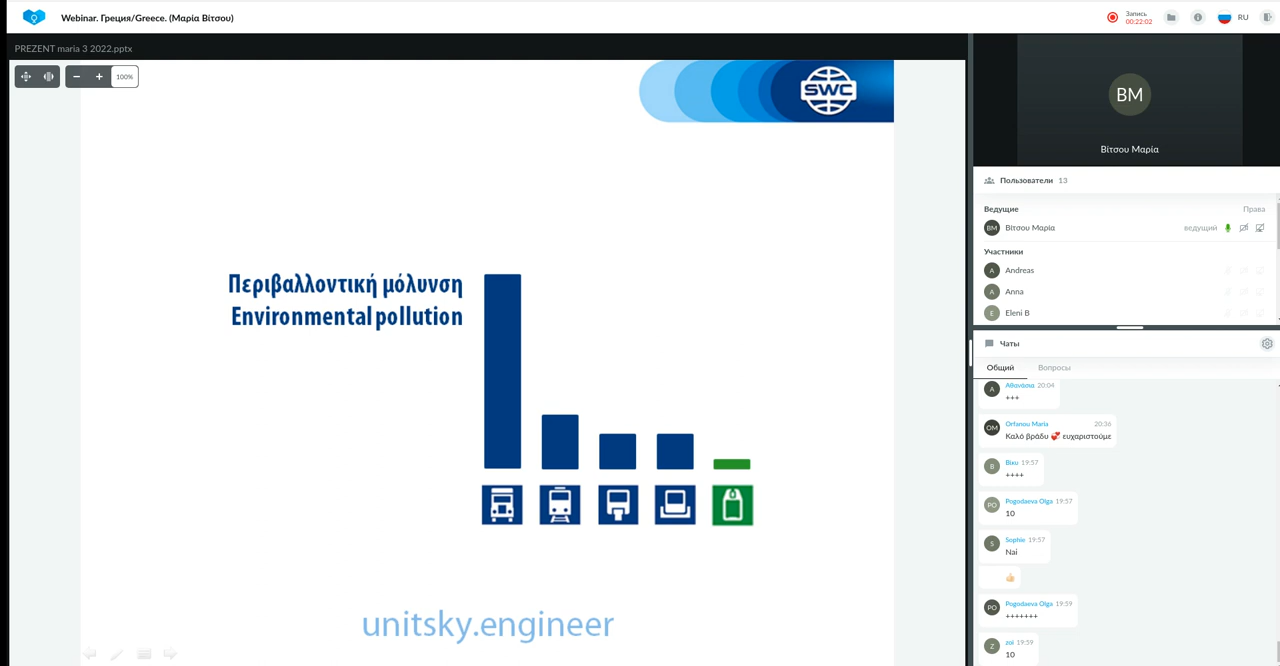 Webinar. Греция/Greece. (Μαρία Βίτσου)
Запись
00:22:02
RU
PREZENT maria 3 2022.pptx
100%
SWC
Περιβαλλοντική μόλυνση
Environmental pollution
unitsky.engineer
BM
Βίτσου Μαρία
Пользователи 13
Ведущие Права
BM Βίτσου Μαρία ведущий
Участники
A Andreas
A Anna
E Eleni B
Чаты
Общий Вопросы
A Αθανάσια 20:04
+++
OM Orfanou Maria 20:36
Καλό βράδυ 💞 ευχαριστούμε
B Βίκυ 19:57
++++
PO Pogodaeva Olga 19:57
10
S Sophie 19:57
Nai
👍
PO Pogodaeva Olga 19:59
+++++++
Z zoi 19:59
10